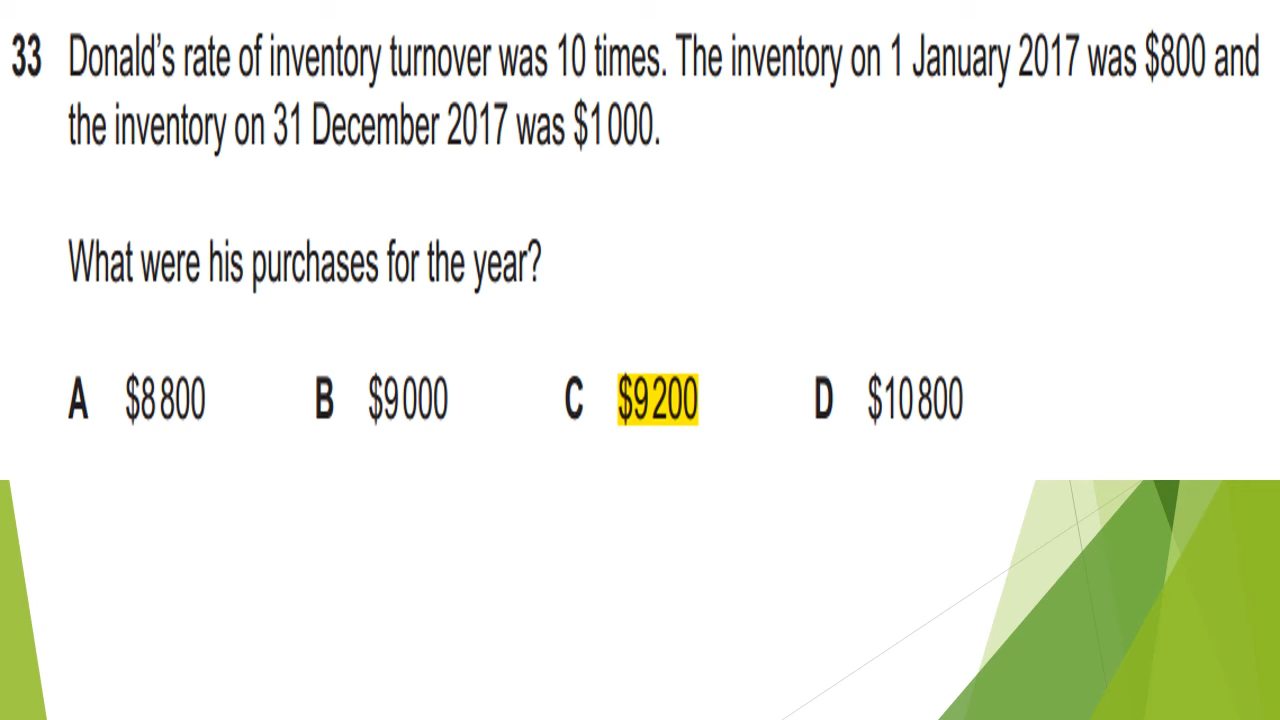 33 Donald’s rate of inventory turnover was 10 times. The inventory on 1 January 2017 was $800 and
the inventory on 31 December 2017 was $1000.
What were his purchases for the year?
A $8800 B $9000 C $9200 D $10800